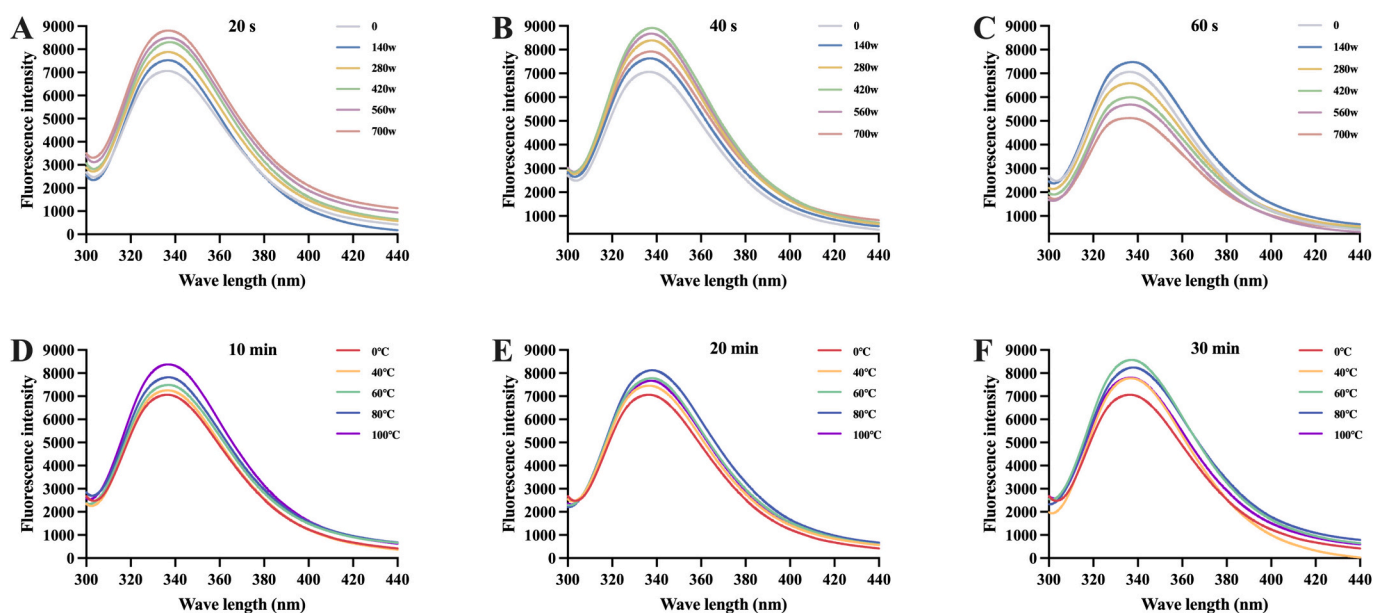 A
20 s
Fluorescence intensity
9000
8000
7000
6000
5000
4000
3000
2000
1000
0
300 320 340 360 380 400 420 440
Wave length (nm)
0
140w
280w
420w
560w
700w
B
40 s
Fluorescence intensity
9000
8000
7000
6000
5000
4000
3000
2000
1000
300 320 340 360 380 400 420 440
Wave length (nm)
0
140w
280w
420w
560w
700w
C
60 s
Fluorescence intensity
9000
8000
7000
6000
5000
4000
3000
2000
1000
300 320 340 360 380 400 420 440
Wave length (nm)
0
140w
280w
420w
560w
700w
D
10 min
Fluorescence intensity
9000
8000
7000
6000
5000
4000
3000
2000
1000
0
300 320 340 360 380 400 420 440
Wave length (nm)
0℃
40℃
60℃
80℃
100℃
E
20 min
Fluorescence intensity
9000
8000
7000
6000
5000
4000
3000
2000
1000
0
300 320 340 360 380 400 420 440
Wave length (nm)
0℃
40℃
60℃
80℃
100℃
F
30 min
Fluorescence intensity
9000
8000
7000
6000
5000
4000
3000
2000
1000
0
300 320 340 360 380 400 420 440
Wave length (nm)
0℃
40℃
60℃
80℃
100℃